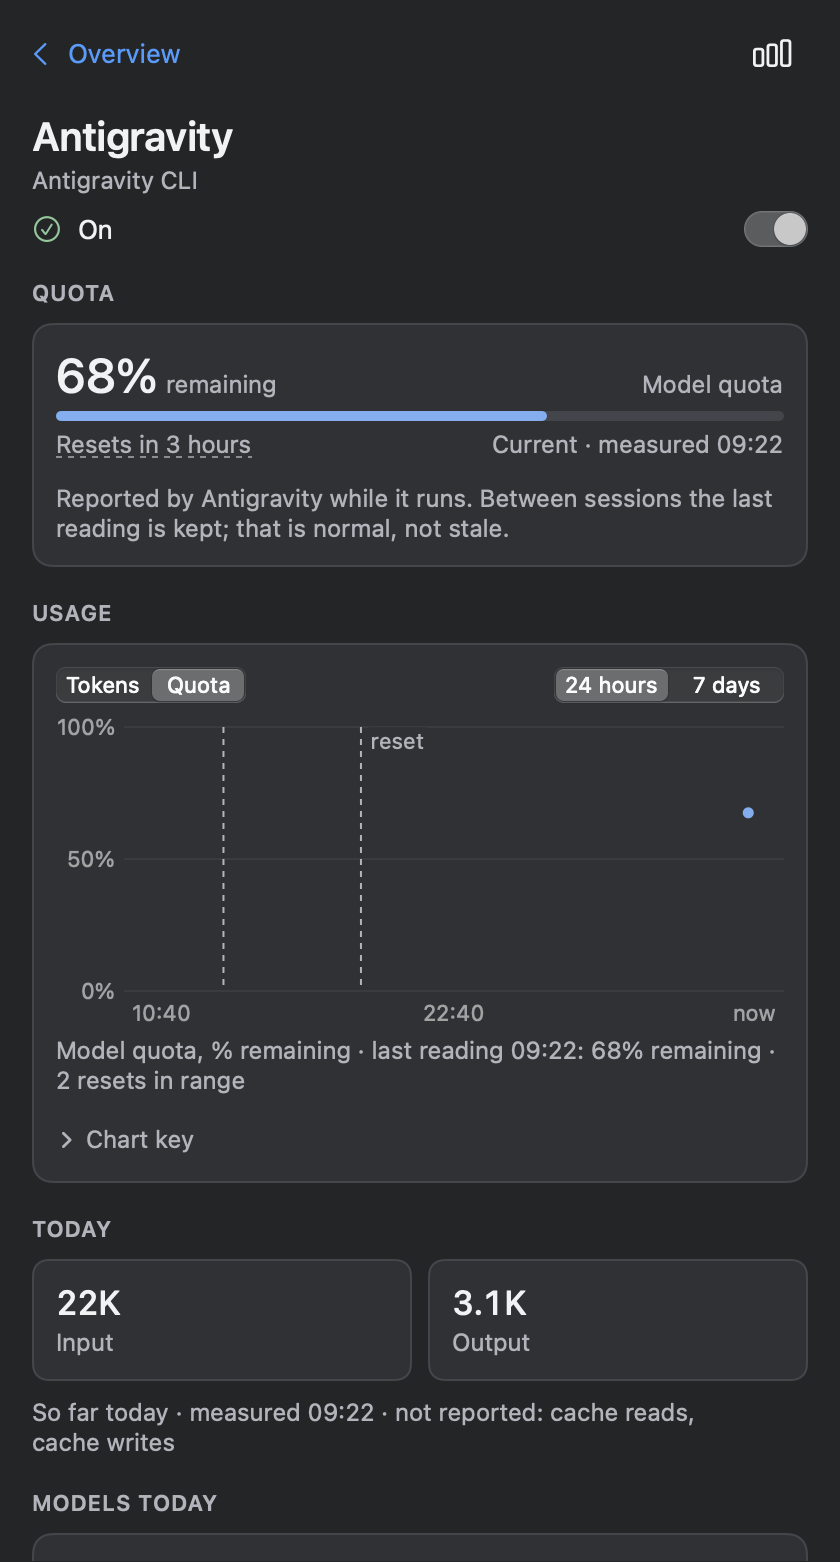 Overview
Antigravity
Antigravity CLI
On
QUOTA
68% remaining
Model quota
Resets in 3 hours
Current · measured 09:22
Reported by Antigravity while it runs. Between sessions the last
reading is kept; that is normal, not stale.
USAGE
Tokens
Quota
24 hours
7 days
100%
reset
50%
0%
10:40
22:40
now
Model quota, % remaining · last reading 09:22: 68% remaining ·
2 resets in range
Chart key
TODAY
22K
Input
3.1K
Output
So far today · measured 09:22 · not reported: cache reads,
cache writes
MODELS TODAY